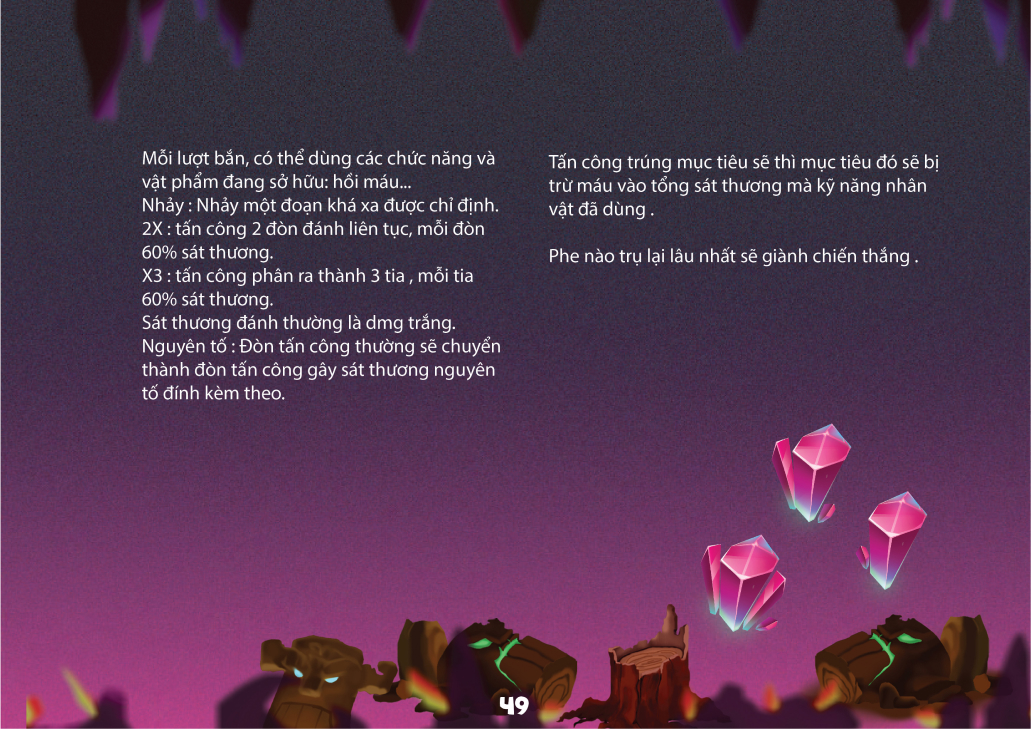 Mỗi lượt bắn, có thể dùng các chức năng và
vật phẩm đang sở hữu: hồi máu...
Nhảy : Nhảy một đoạn khá xa được chỉ định.
2X : tấn công 2 đòn đánh liên tục, mỗi đòn
60% sát thương.
X3 : tấn công phân ra thành 3 tia , mỗi tia
60% sát thương.
Sát thương đánh thường là dmg trắng.
Nguyên tố : Đòn tấn công thường sẽ chuyển
thành đòn tấn công gây sát thương nguyên
tố đính kèm theo.
Tấn công trúng mục tiêu sẽ thì mục tiêu đó sẽ bị
trừ máu vào tổng sát thương mà kỹ năng nhân
vật đã dùng .
Phe nào trụ lại lâu nhất sẽ giành chiến thắng .
49